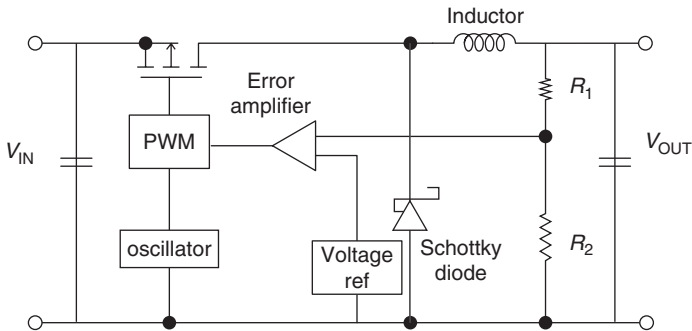 Inductor
Error
amplifier
R1
PWM
VIN
VOUT
oscillator
Voltage
ref
Schottky
diode
R2